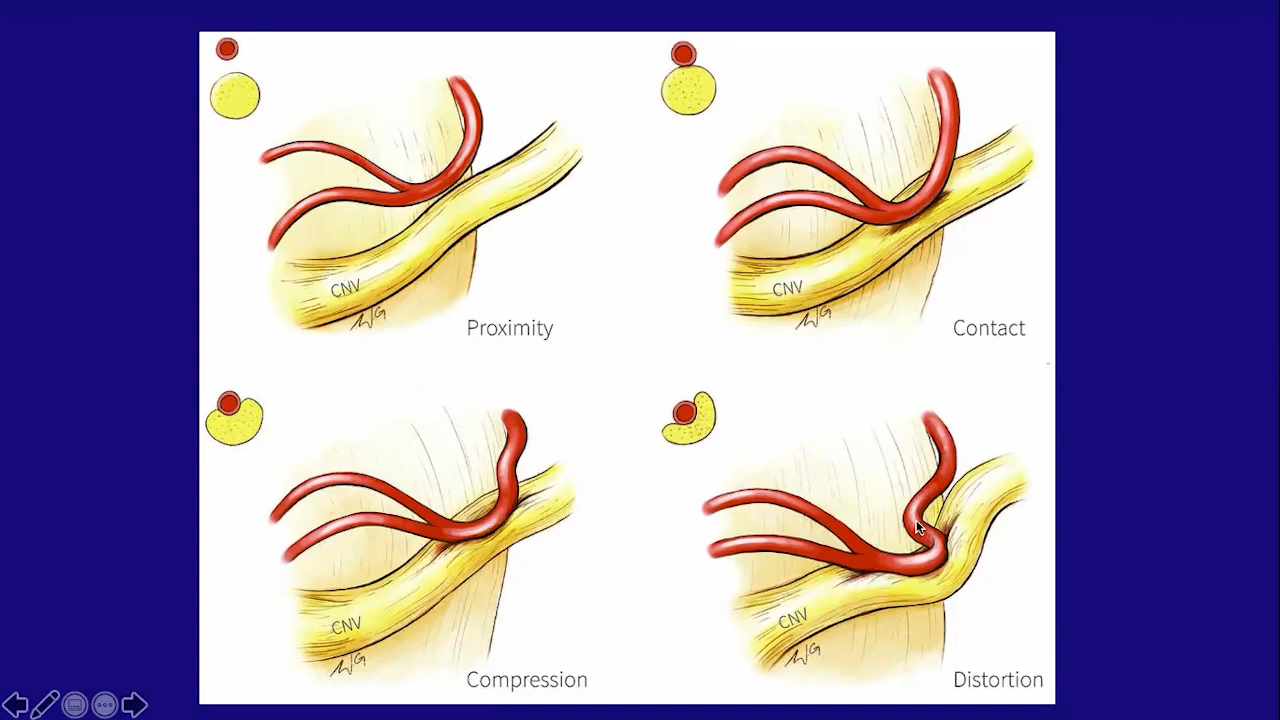 CNV
Proximity
CNV
Contact
CNV
Compression
CNV
Distortion